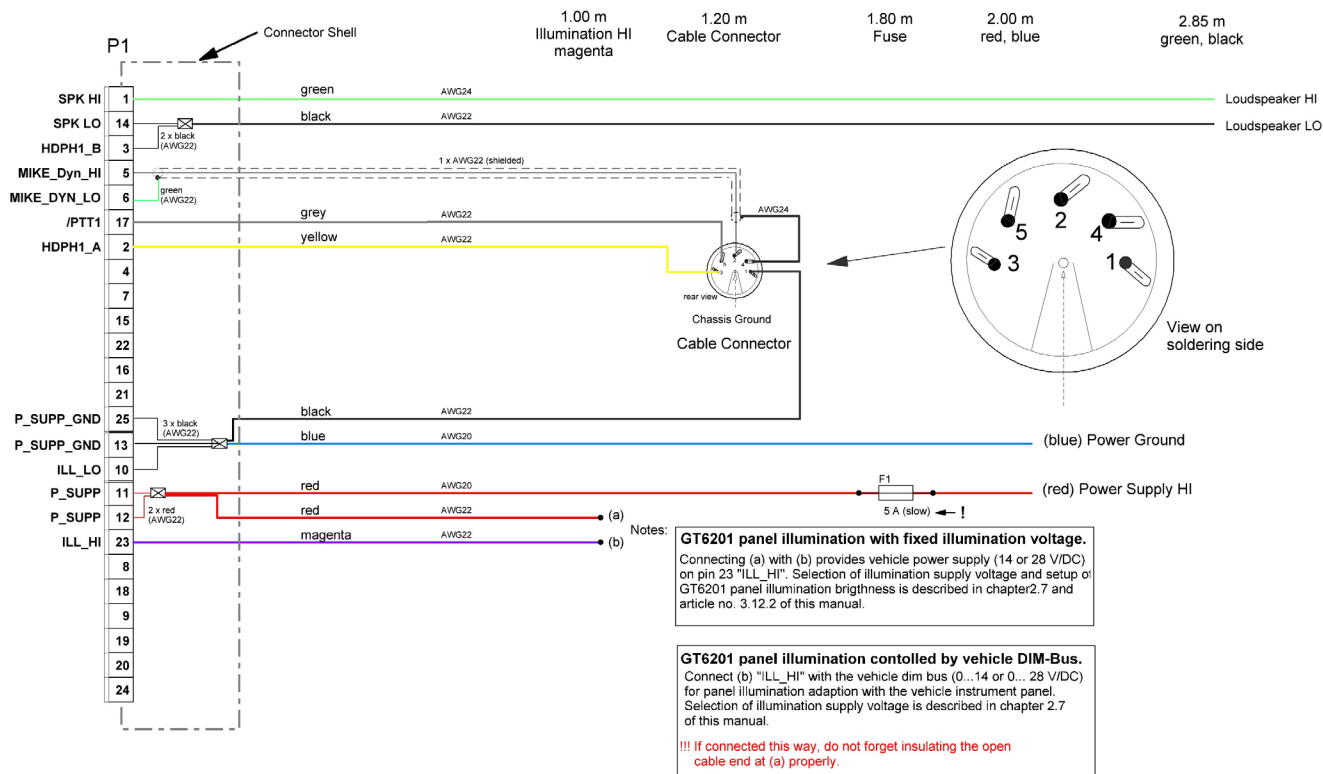 1.00 m
Illumination HI
magenta
1.20 m
Cable Connector
1.80 m
Fuse
2.00 m
red, blue
2.85 m
green, black
P1
Connector Shell
SPK HI 1 green AWG24 Loudspeaker HI
SPK LO 14 black AWG22 Loudspeaker LO
2 x black
(AWG22)
HDPH1_B 3
1 x AWG22 (shielded)
MIKE_Dyn_HI 5
MIKE_DYN_LO 6
green
(AWG22)
/PTT1 17 grey AWG22
AWG24
HDPH1_A 2 yellow AWG22
4
7
15
22
16
21
rear view
Chassis Ground
Cable Connector
5
2
4
3
1
View on
soldering side
P_SUPP_GND 25 black AWG22
3 x black
(AWG22)
P_SUPP_GND 13 blue AWG20 (blue) Power Ground
ILL_LO 10
P_SUPP 11 red AWG20 (red) Power Supply HI
F1
5 A (slow) !
P_SUPP 12 red AWG22 (a)
2 x red
(AWG22)
ILL_HI 23 magenta AWG22 (b)
8
18
9
19
20
24
Notes:
GT6201 panel illumination with fixed illumination voltage.
Connecting (a) with (b) provides vehicle power supply (14 or 28 V/DC)
on pin 23 "ILL_HI". Selection of illumination supply voltage and setup of
GT6201 panel illumination brigthness is described in chapter2.7 and
article no. 3.12.2 of this manual.
GT6201 panel illumination contolled by vehicle DIM-Bus.
Connect (b) "ILL_HI" with the vehicle dim bus (0...14 or 0... 28 V/DC)
for panel illumination adaption with the vehicle instrument panel.
Selection of illumination supply voltage is described in chapter 2.7
of this manual.
!!! If connected this way, do not forget insulating the open
cable end at (a) properly.